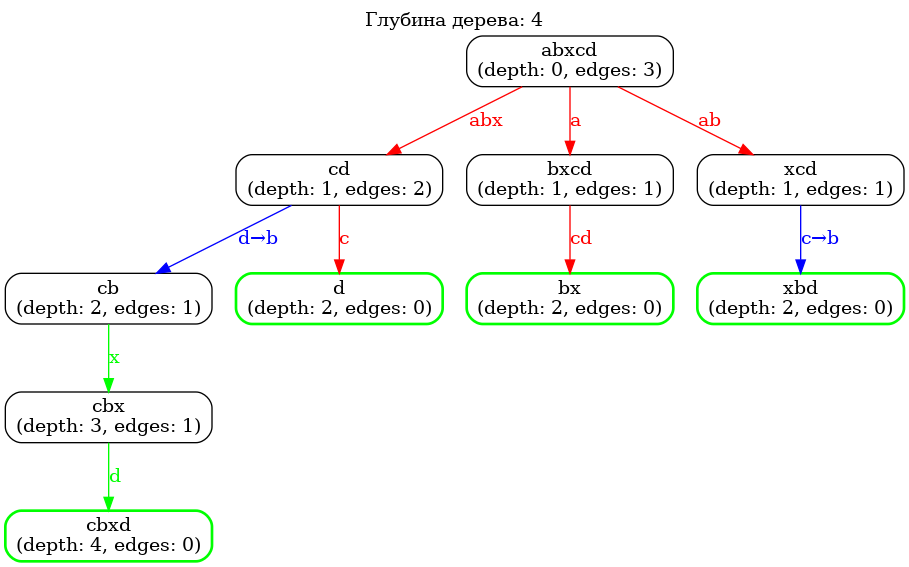 Глубина дерева: 4
abxcd
(depth: 0, edges: 3)
abx
a
ab
cd
(depth: 1, edges: 2)
bxcd
(depth: 1, edges: 1)
xcd
(depth: 1, edges: 1)
d→b
c
cd
c→b
cb
(depth: 2, edges: 1)
d
(depth: 2, edges: 0)
bx
(depth: 2, edges: 0)
xbd
(depth: 2, edges: 0)
x
cbx
(depth: 3, edges: 1)
d
cbxd
(depth: 4, edges: 0)